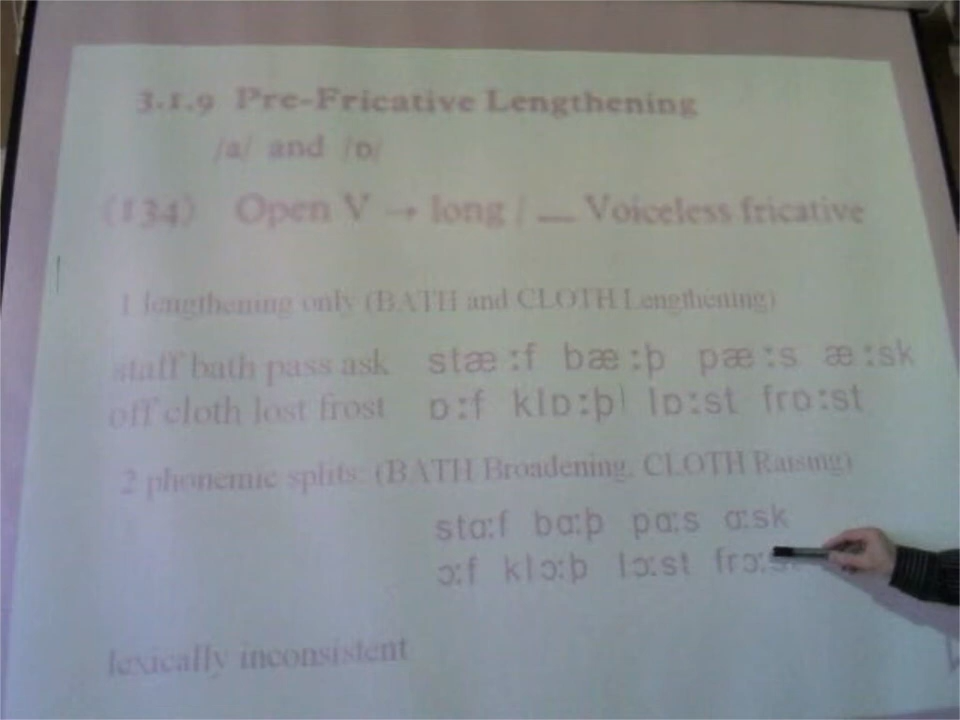 3.1.9 Pre-Fricative Lengthening
/a/ and /ɒ/
(134) Open V → long / __ Voiceless fricative
1 lengthening only (BATH and CLOTH Lengthening)
staff bath pass ask stæːf bæːþ pæːs æːsk
off cloth lost frost ɒːf klɒːþ lɒːst frɒːst
2 phonemic splits: (BATH Broadening, CLOTH Raising)
stɑːf bɑːþ pɑːs ɑːsk
ɔːf klɔːþ lɔːst frɔːs
lexically inconsistent